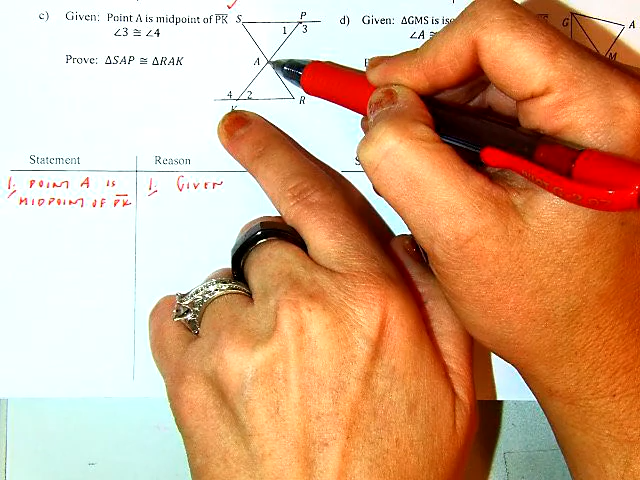 c) Given: Point A is midpoint of PK
∠3 ≅ ∠4
Prove: ΔSAP ≅ ΔRAK
S P
1 3
A
4 2 R
K
d) Given: ΔGMS is
∠A ≅
G
A
M
Statement Reason
1. POINT A IS
MIDPOINT OF PK
1. GIVEN